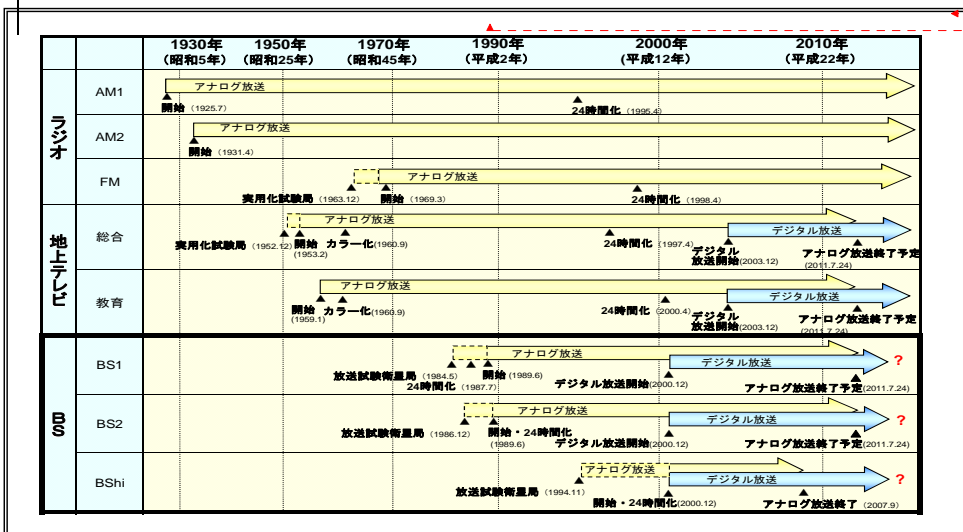 1930年 1950年 1970年 1990年 2000年 2010年
(昭和5年) (昭和25年) (昭和45年) (平成2年) (平成12年) (平成22年)
ラジオ
AM1
アナログ放送
開始 (1925.7) 24時間化 (1995.4)
AM2
アナログ放送
開始 (1931.4)
FM
アナログ放送
実用化試験局 (1963.12) 開始 (1969.3) 24時間化 (1998.4)
地上テレビ
総合
アナログ放送
デジタル放送
実用化試験局 (1952.12) 開始 (1953.2) カラー化(1960.9) 24時間化 (1997.4) デジタル放送開始(2003.12) アナログ放送終了予定 (2011.7.24)
教育
アナログ放送
デジタル放送
開始 (1959.1) カラー化(1960.9) 24時間化 (2000.4) デジタル放送開始(2003.12) アナログ放送終了予定 (2011.7.24)
BS
BS1
アナログ放送
デジタル放送 ?
放送試験衛星局 (1984.5) 24時間化 (1987.7) 開始 (1989.6) デジタル放送開始(2000.12) アナログ放送終了予定(2011.7.24)
BS2
アナログ放送
デジタル放送 ?
放送試験衛星局 (1986.12) 開始・24時間化 (1989.6) デジタル放送開始(2000.12) アナログ放送終了予定(2011.7.24)
BShi
アナログ放送
デジタル放送 ?
放送試験衛星局 (1994.11) 開始・24時間化(2000.12) アナログ放送終了 (2007.9)